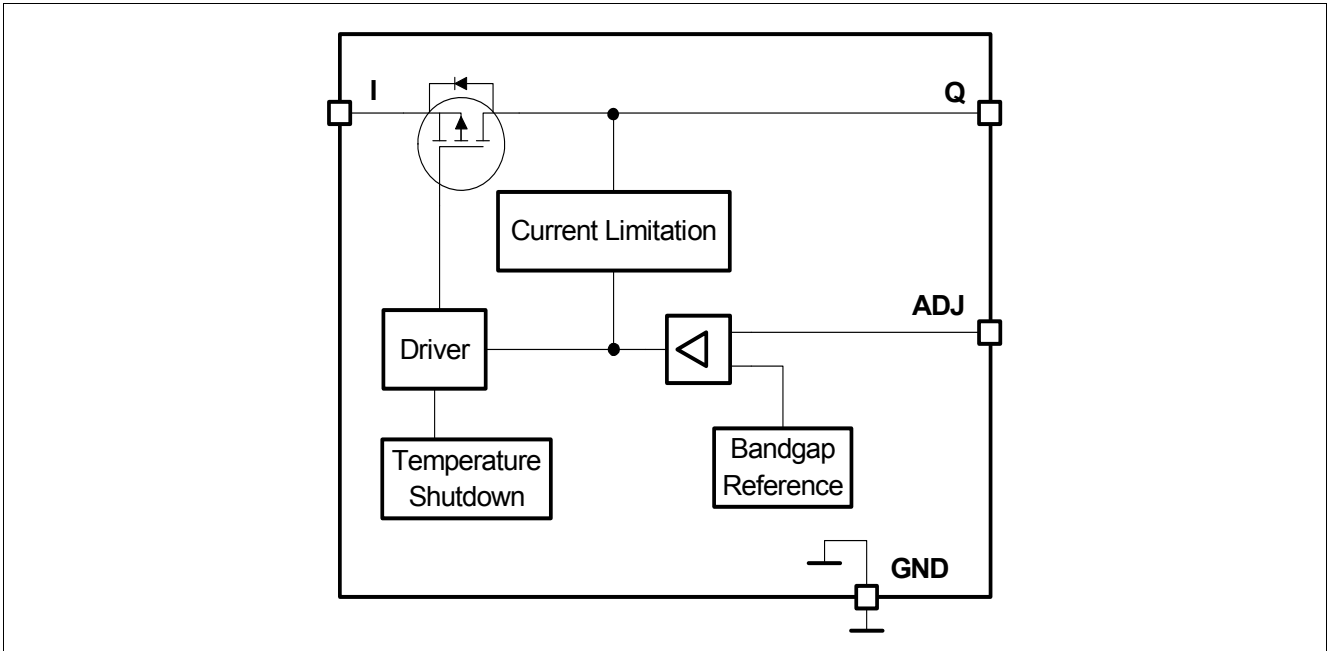 I
Q
Current Limitation
ADJ
Driver
Bandgap
Reference
Temperature
Shutdown
GND